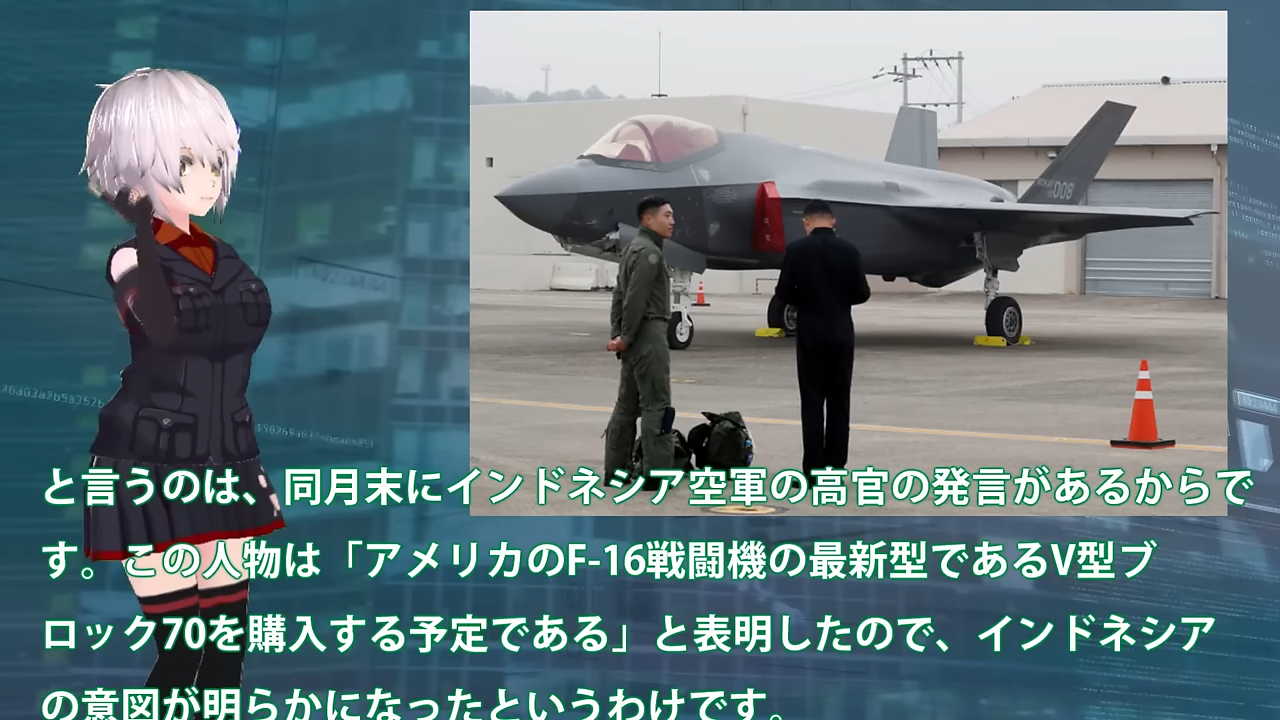 008
と言うのは、同月末にインドネシア空軍の高官の発言があるからで
す。この人物は「アメリカのF-16戦闘機の最新型であるV型ブ
ロック70を購入する予定である」と表明したので、インドネシア
の意図が明らかになったというわけです。